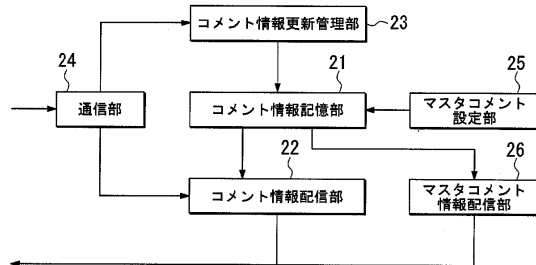 コメント情報更新管理部
23
24
21
25
通信部
コメント情報記憶部
マスタコメント
設定部
22
26
コメント情報配信部
マスタコメント
情報配信部